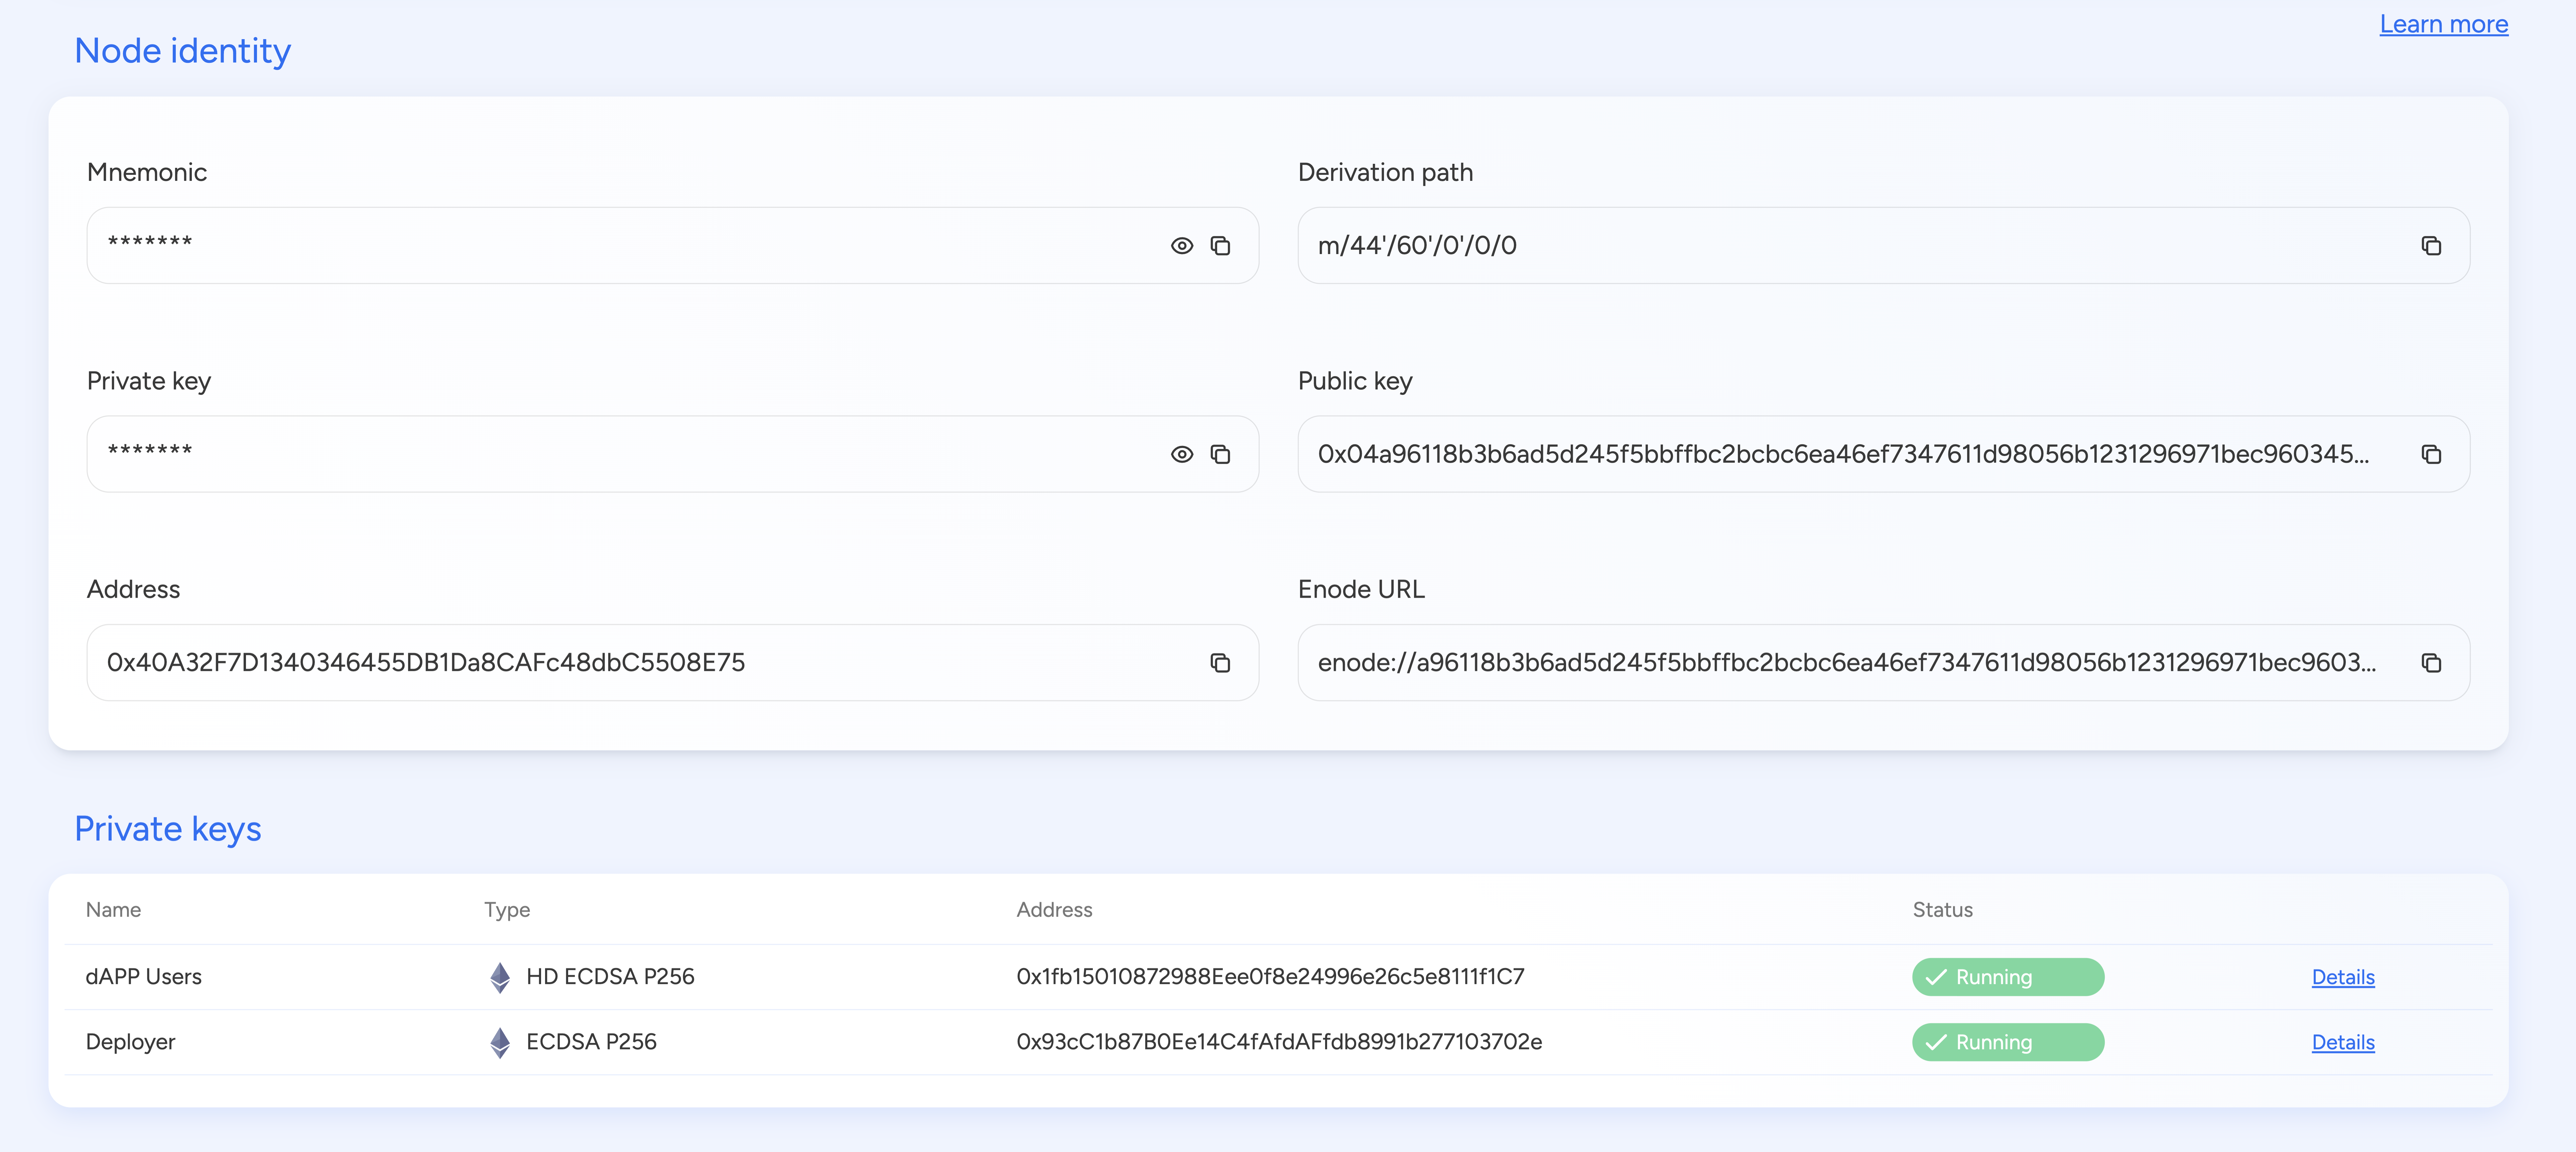 Learn more
Node identity
Mnemonic
*******
Derivation path
m/44'/60'/0'/0/0
Private key
*******
Public key
0x04a96118b3b6ad5d245f5bbffbc2bcbc6ea46ef7347611d98056b1231296971bec960345...
Address
0x40A32F7D1340346455DB1Da8CAFc48dbC5508E75
Enode URL
enode://a96118b3b6ad5d245f5bbffbc2bcbc6ea46ef7347611d98056b1231296971bec9603...
Private keys
Name Type Address Status
dAPP Users HD ECDSA P256 0x1fb15010872988Eee0f8e24996e26c5e8111f1C7 Running Details
Deployer ECDSA P256 0x93cC1b87B0Ee14C4fAfdAFfdb8991b277103702e Running Details